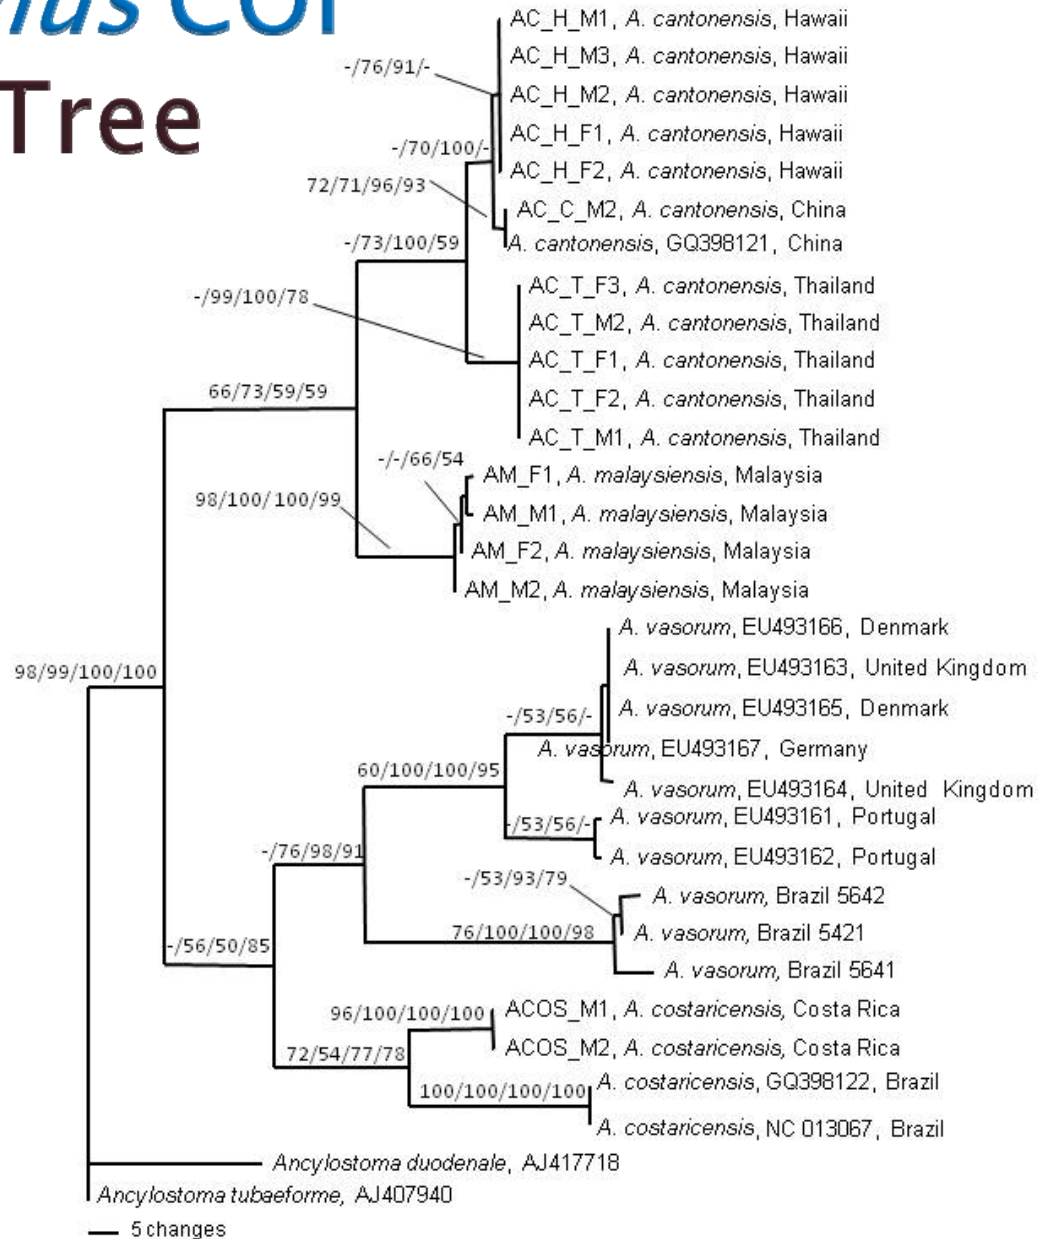 COI
Tree
AC_H_M1, A. cantonensis, Hawaii
AC_H_M3, A. cantonensis, Hawaii
-/76/91/-
AC_H_M2, A. cantonensis, Hawaii
AC_H_F1, A. cantonensis, Hawaii
-/70/100/-
AC_H_F2, A. cantonensis, Hawaii
72/71/96/93
AC_C_M2, A. cantonensis, China
A. cantonensis, GQ398121, China
-/73/100/59
AC_T_F3, A. cantonensis, Thailand
-/99/100/78
AC_T_M2, A. cantonensis, Thailand
AC_T_F1, A. cantonensis, Thailand
66/73/59/59
AC_T_F2, A. cantonensis, Thailand
AC_T_M1, A. cantonensis, Thailand
-/-/66/54
AM_F1, A. malaysiensis, Malaysia
98/100/ 100/99
AM_M1, A. malaysiensis, Malaysia
AM_F2, A. malaysiensis, Malaysia
AM_M2, A. malaysiensis, Malaysia
A. vasorum, EU493166, Denmark
98/99/100/100
A. vasorum, EU493163, United Kingdom
A. vasorum, EU493165, Denmark
-/53/56/-
A. vasorum, EU493167, Germany
60/100/100/95
A. vasorum, EU493164, United Kingdom
A. vasorum, EU493161, Portugal
-/53/56/-
-/76/98/91
A. vasorum, EU493162, Portugal
-/53/93/79
A. vasorum, Brazil 5642
76/100/100/98
A. vasorum, Brazil 5421
-/56/50/85
A. vasorum, Brazil 5641
96/100/100/100
ACOS_M1, A. costaricensis, Costa Rica
72/54/77/78
ACOS_M2, A. costaricensis, Costa Rica
100/100/100/100
A. costaricensis, GQ398122, Brazil
A. costaricensis, NC 013067, Brazil
Ancylostoma duodenale, AJ417718
Ancylostoma tubaeforme, AJ407940
5 changes